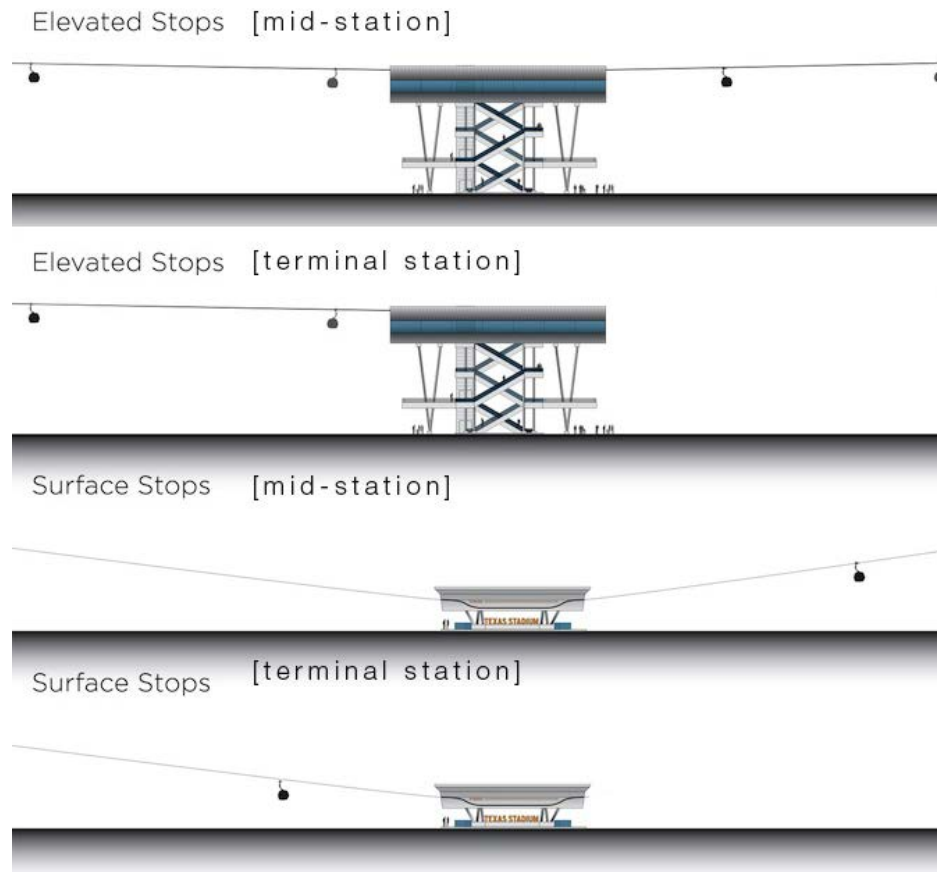 Elevated Stops [mid-station]
Elevated Stops [terminal station]
Surface Stops [mid-station]
TEXAS STADIUM
Surface Stops [terminal station]
TEXAS STADIUM